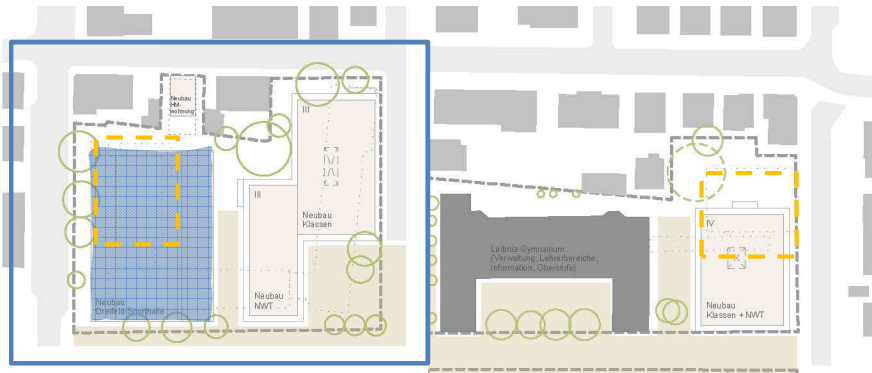 Neubau
HM-
wohnung
III
III
Neubau
Klassen
Neubau
NWT
Neubau
Dreifeld-Sporthalle
Leibniz-Gymnasium
(Verwaltung, Lehrerbereiche,
Information, Oberstufe)
IV
Neubau
Klassen + NWT